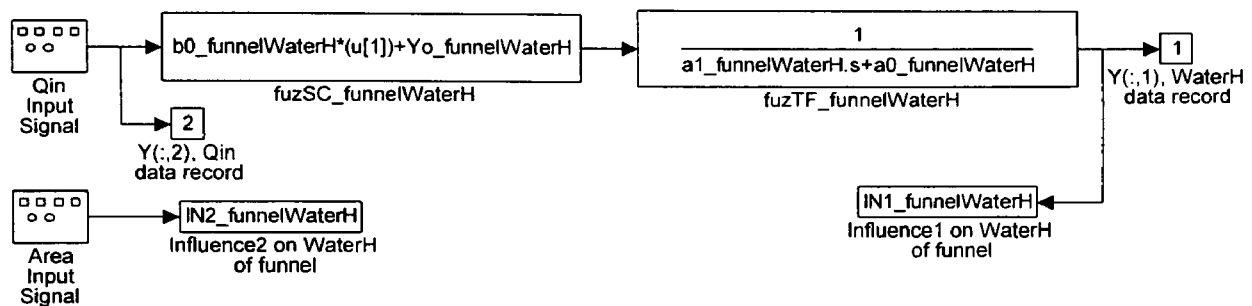 Qin
Input
Signal
b0_funnelWaterH*(u[1])+Yo_funnelWaterH
fuzSC_funnelWaterH
1
a1_funnelWaterH.s+a0_funnelWaterH
fuzTF_funnelWaterH
1
Y(:,1), WaterH
data record
2
Y(:,2), Qin
data record
Area
Input
Signal
IN2_funnelWaterH
Influence2 on WaterH
of funnel
IN1_funnelWaterH
Influence1 on WaterH
of funnel